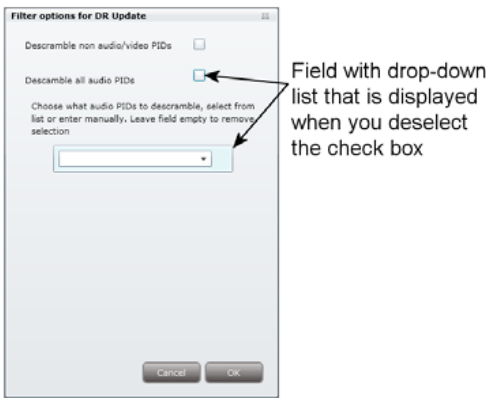 Filter options for DR Update
Descramble non audio/video PIDs
Descamble all audio PIDs
Choose what audio PIDs to descramble, select from
list or enter manually. Leave field empty to remove
selection
Cancel
OK
Field with drop-down
list that is displayed
when you deselect
the check box